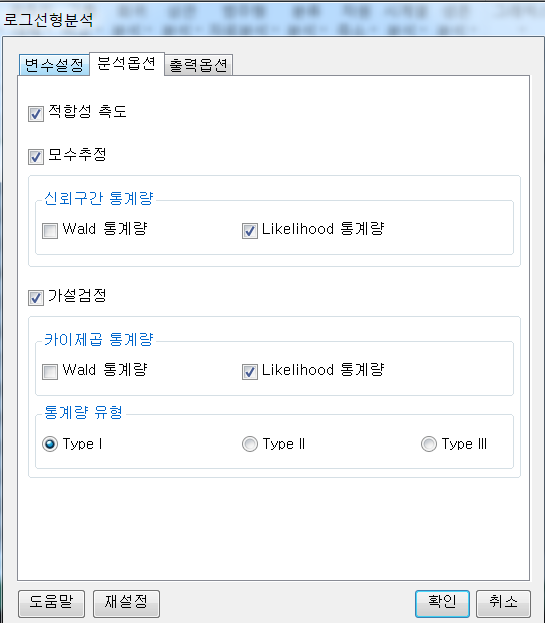 로그선형분석
변수설정 분석옵션 출력옵션
적합성 측도
모수추정
신뢰구간 통계량
Wald 통계량 Likelihood 통계량
가설검정
카이제곱 통계량
Wald 통계량 Likelihood 통계량
통계량 유형
Type I Type II Type III
도움말 재설정 확인 취소